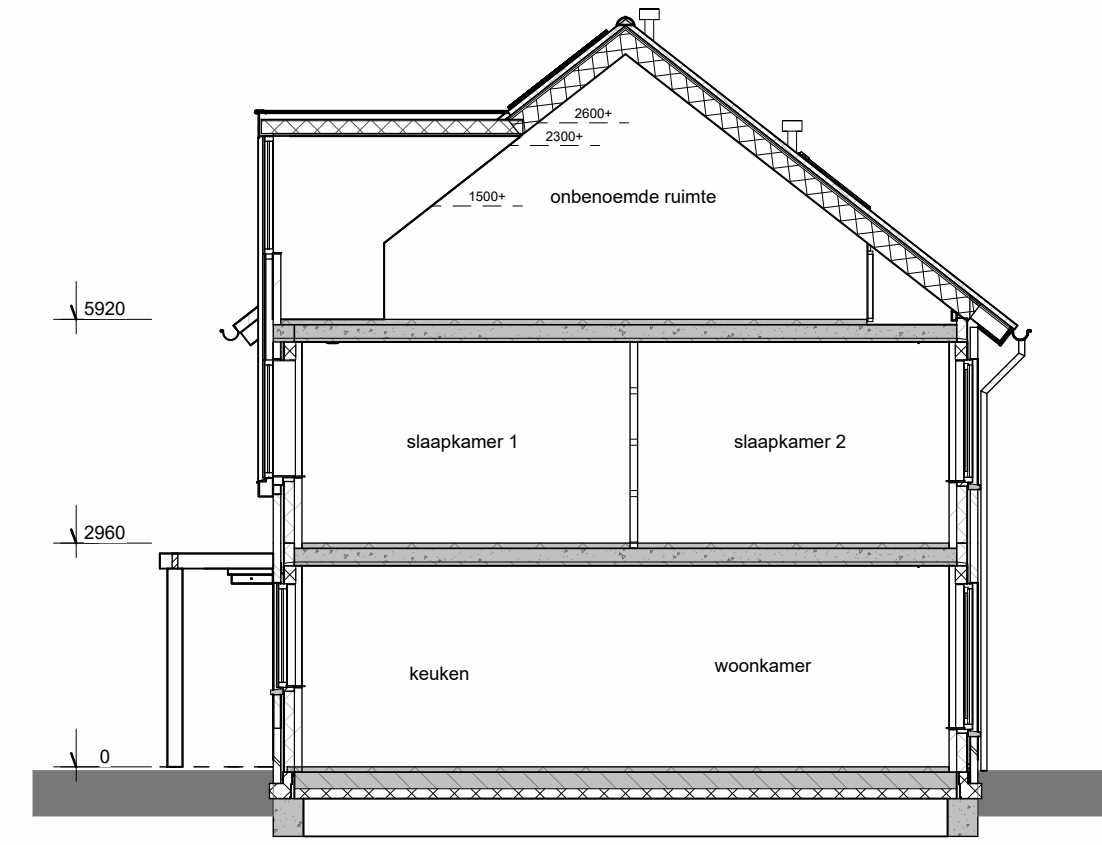 2600+
2300+
1500+
onbenoemde ruimte
5920
slaapkamer 1
slaapkamer 2
2960
keuken
woonkamer
0